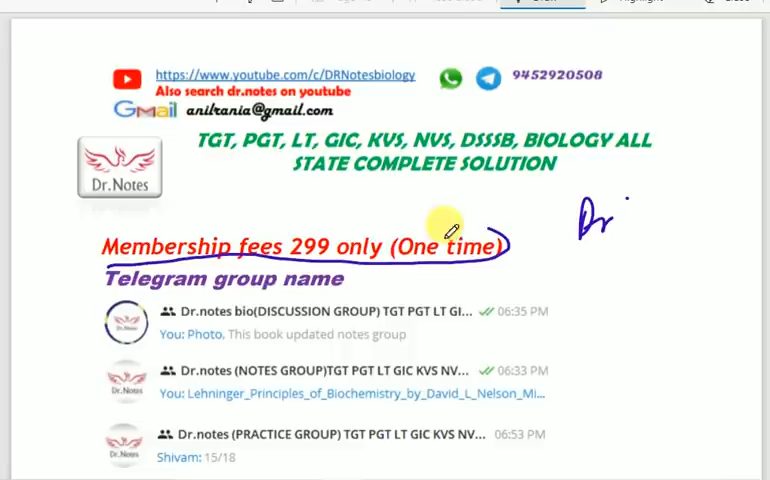 https://www.youtube.com/c/DRNotesbiology
9452920508
Also search dr.notes on youtube
Gmail anilrania@gmail.com
TGT, PGT, LT, GIC, KVS, NVS, DSSSB, BIOLOGY ALL
STATE COMPLETE SOLUTION
Dr.Notes
Dr
Membership fees 299 only (One time)
Telegram group name
Dr.notes bio(DISCUSSION GROUP) TGT PGT LT GI... 06:35 PM
You: Photo, This book updated notes group
Dr.notes (NOTES GROUP)TGT PGT LT GIC KVS NV... 06:33 PM
You: Lehninger_Principles_of_Biochemistry_by_David_L_Nelson_Mi...
Dr.notes (PRACTICE GROUP) TGT PGT LT GIC KVS NV... 06:53 PM
Shivam: 15/18